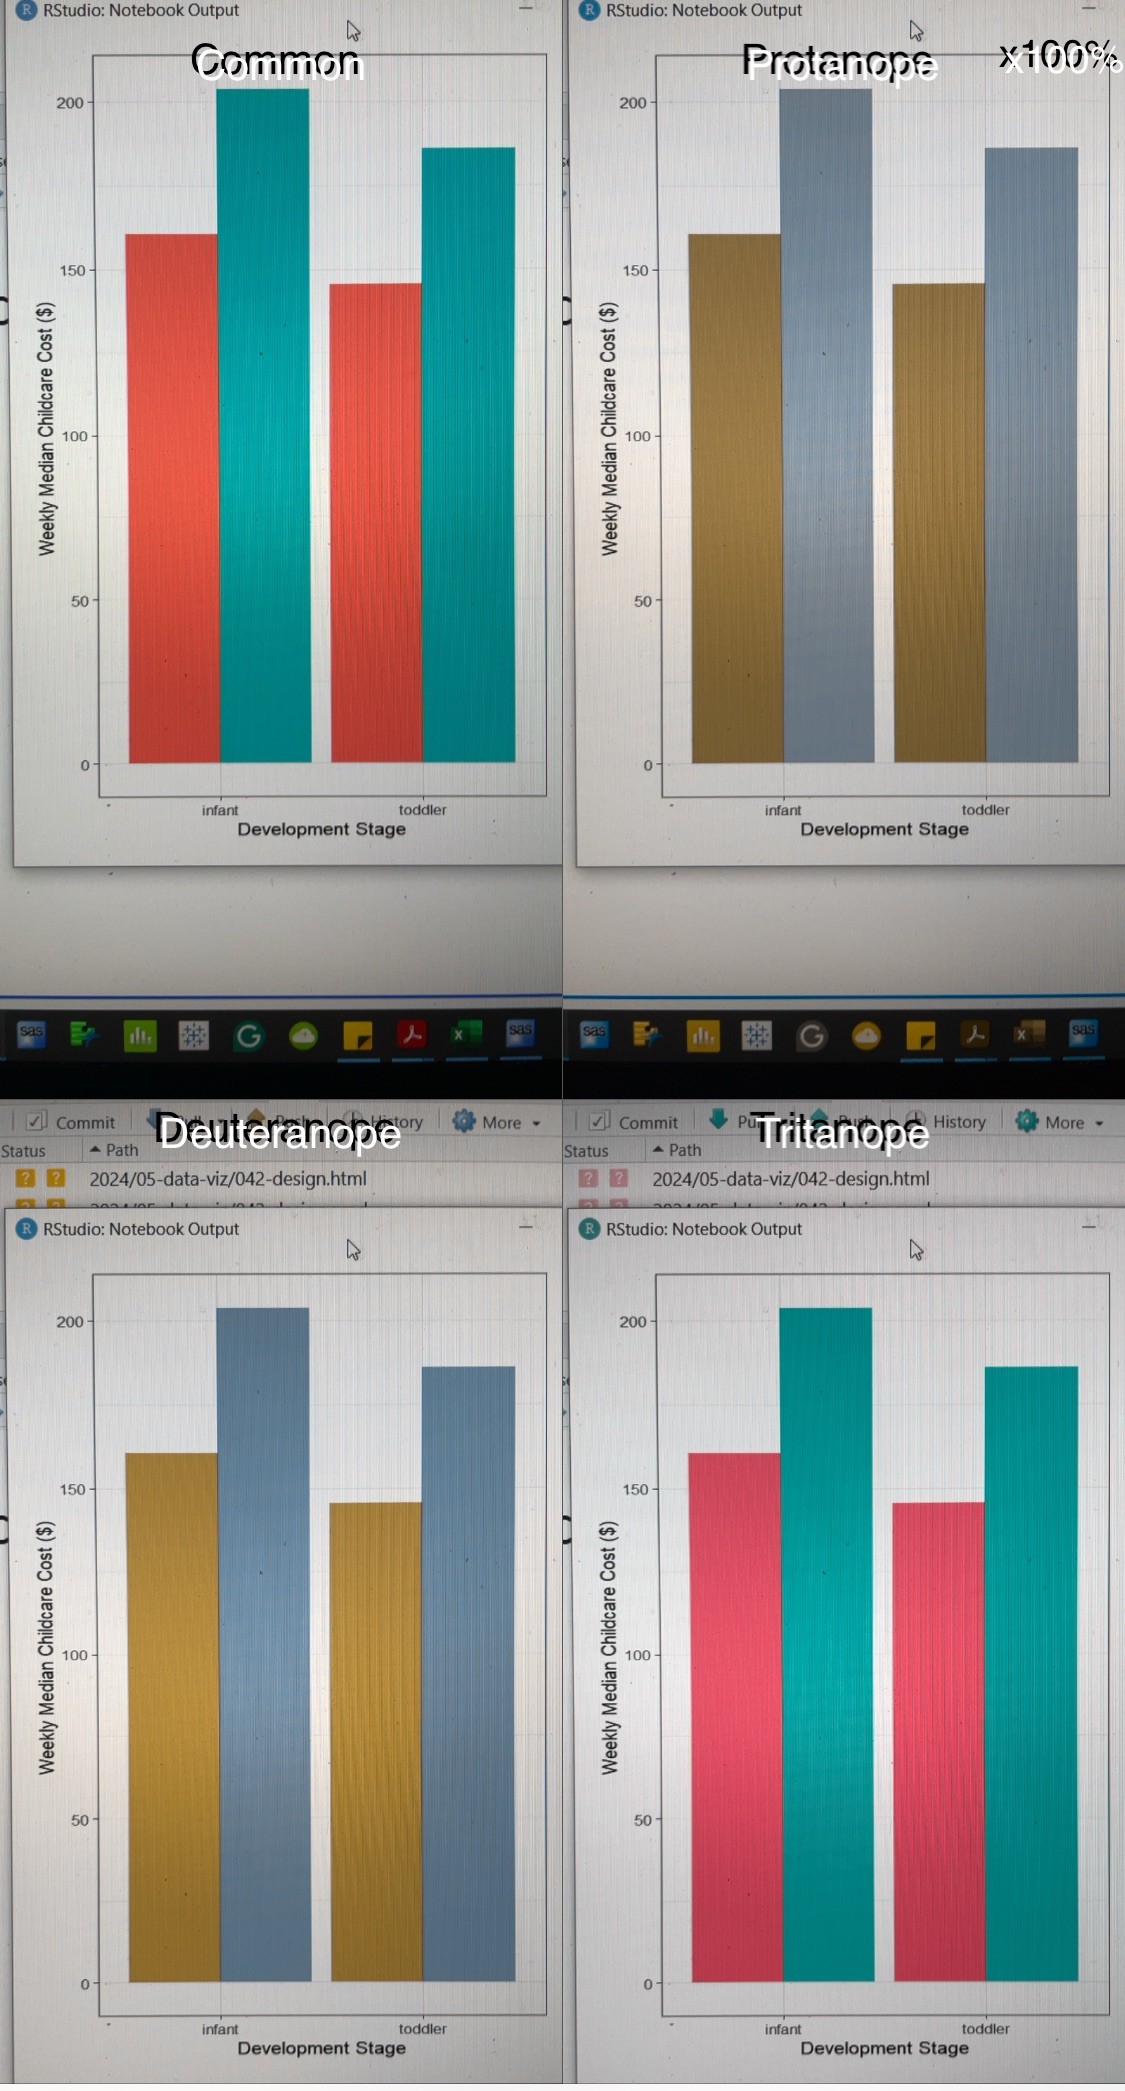 RStudio: Notebook Output
Common
200
150
100
50
0
Weekly Median Childcare Cost ($)
infant
toddler
Development Stage
sas
G
X
sas
RStudio: Notebook Output
Protanope
x100%
200
150
100
50
0
Weekly Median Childcare Cost ($)
infant
toddler
Development Stage
sas
G
X
sas
Commit
History
More
Deuteranope
Status
Path
2024/05-data-viz/042-design.html
RStudio: Notebook Output
200
150
100
50
0
Weekly Median Childcare Cost ($)
infant
toddler
Development Stage
Commit
History
More
Tritanope
Status
Path
2024/05-data-viz/042-design.html
RStudio: Notebook Output
200
150
100
50
0
Weekly Median Childcare Cost ($)
infant
toddler
Development Stage